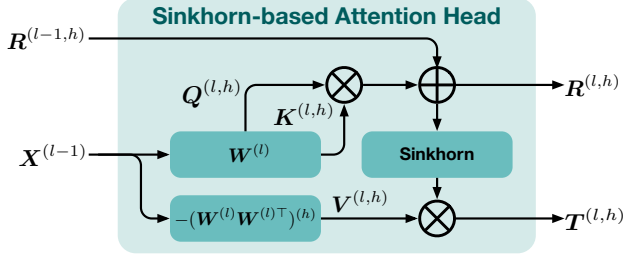 Sinkhorn-based Attention Head
R^{(l-1,h)}
Q^{(l,h)}
K^{(l,h)}
R^{(l,h)}
X^{(l-1)}
W^{(l)}
Sinkhorn
-(W^{(l)}W^{(l)⊤})^{(h)}
V^{(l,h)}
T^{(l,h)}